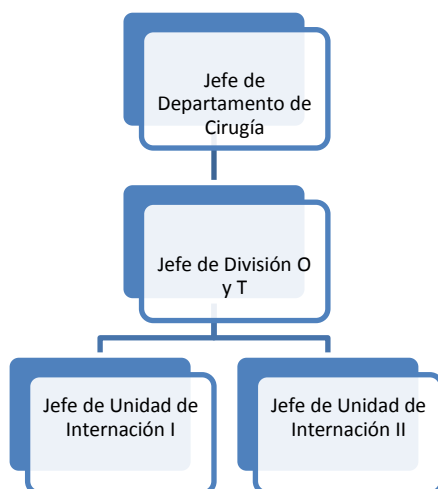 Jefe de
Departamento de
Cirugía
Jefe de División O
y T
Jefe de Unidad de
Internación I
Jefe de Unidad de
Internación II